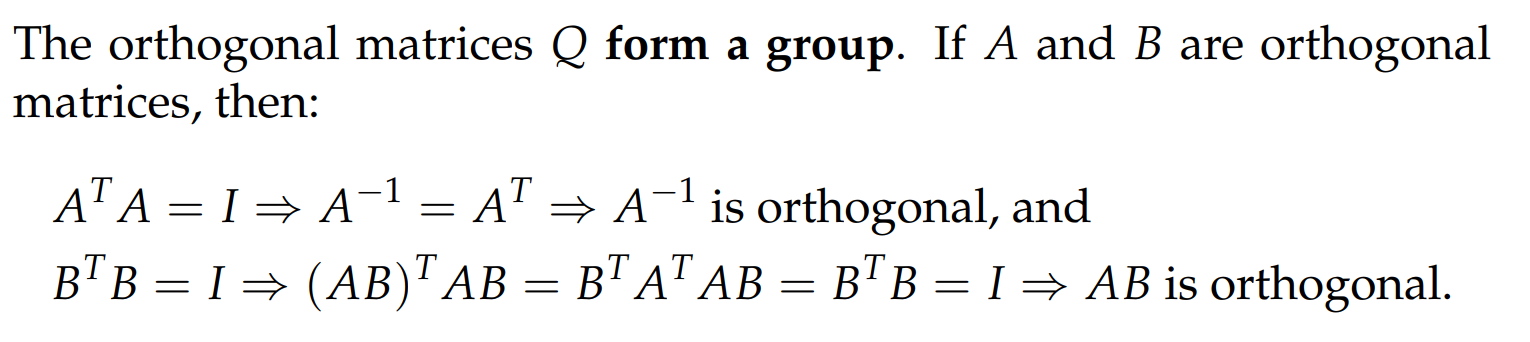 The orthogonal matrices Q form a group. If A and B are orthogonal
matrices, then:
A^T A = I ⇒ A^{-1} = A^T ⇒ A^{-1} is orthogonal, and
B^T B = I ⇒ (AB)^T AB = B^T A^T AB = B^T B = I ⇒ AB is orthogonal.